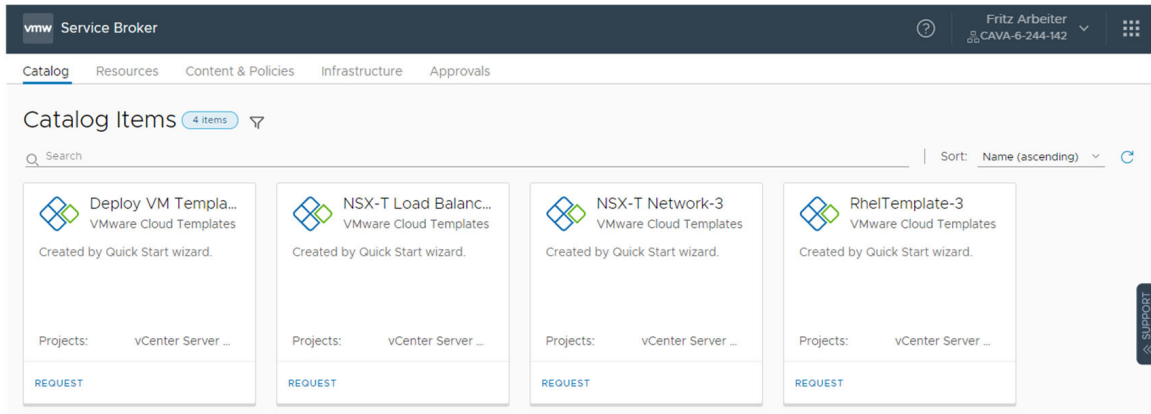 vmw Service Broker
Fritz Arbeiter
CAVA-6-244-142
Catalog Resources Content & Policies Infrastructure Approvals
Catalog Items 4 items
Search
Sort: Name (ascending)
Deploy VM Templa...
VMware Cloud Templates
Created by Quick Start wizard.
Projects: vCenter Server ...
REQUEST
NSX-T Load Balanc...
VMware Cloud Templates
Created by Quick Start wizard.
Projects: vCenter Server ...
REQUEST
NSX-T Network-3
VMware Cloud Templates
Created by Quick Start wizard.
Projects: vCenter Server ...
REQUEST
RhelTemplate-3
VMware Cloud Templates
Created by Quick Start wizard.
Projects: vCenter Server ...
REQUEST
SUPPORT